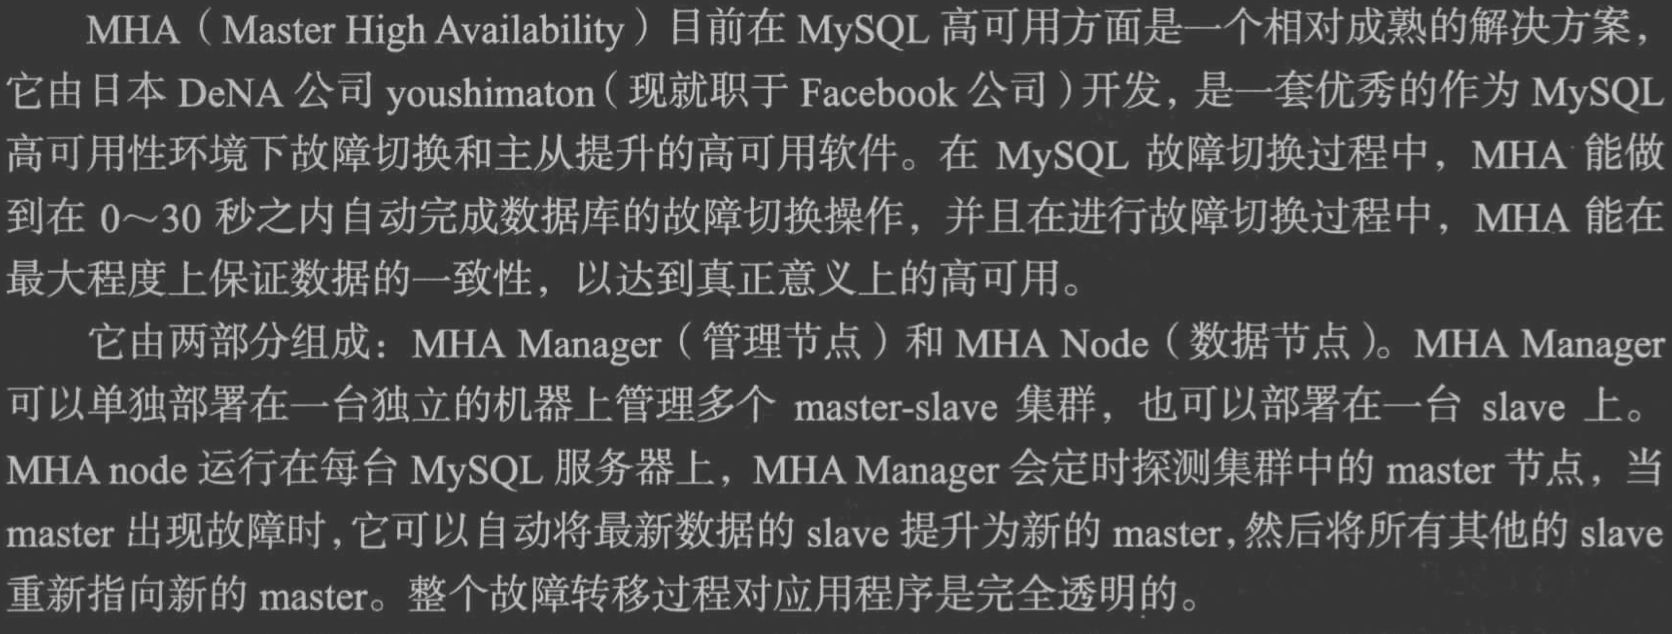 MHA（Master High Availability）目前在 MySQL 高可用方面是一个相对成熟的解决方案，
它由日本 DeNA 公司 youshimaton（现就职于 Facebook 公司）开发，是一套优秀的作为 MySQL
高可用性环境下故障切换和主从提升的高可用软件。在 MySQL 故障切换过程中，MHA 能做
到在 0～30 秒之内自动完成数据库的故障切换操作，并且在进行故障切换过程中，MHA 能在
最大程度上保证数据的一致性，以达到真正意义上的高可用。
它由两部分组成：MHA Manager（管理节点）和 MHA Node（数据节点）。MHA Manager
可以单独部署在一台独立的机器上管理多个 master-slave 集群，也可以部署在一台 slave 上。
MHA node 运行在每台 MySQL 服务器上，MHA Manager 会定时探测集群中的 master 节点，当
master 出现故障时，它可以自动将最新数据的 slave 提升为新的 master，然后将所有其他的 slave
重新指向新的 master。整个故障转移过程对应用程序是完全透明的。